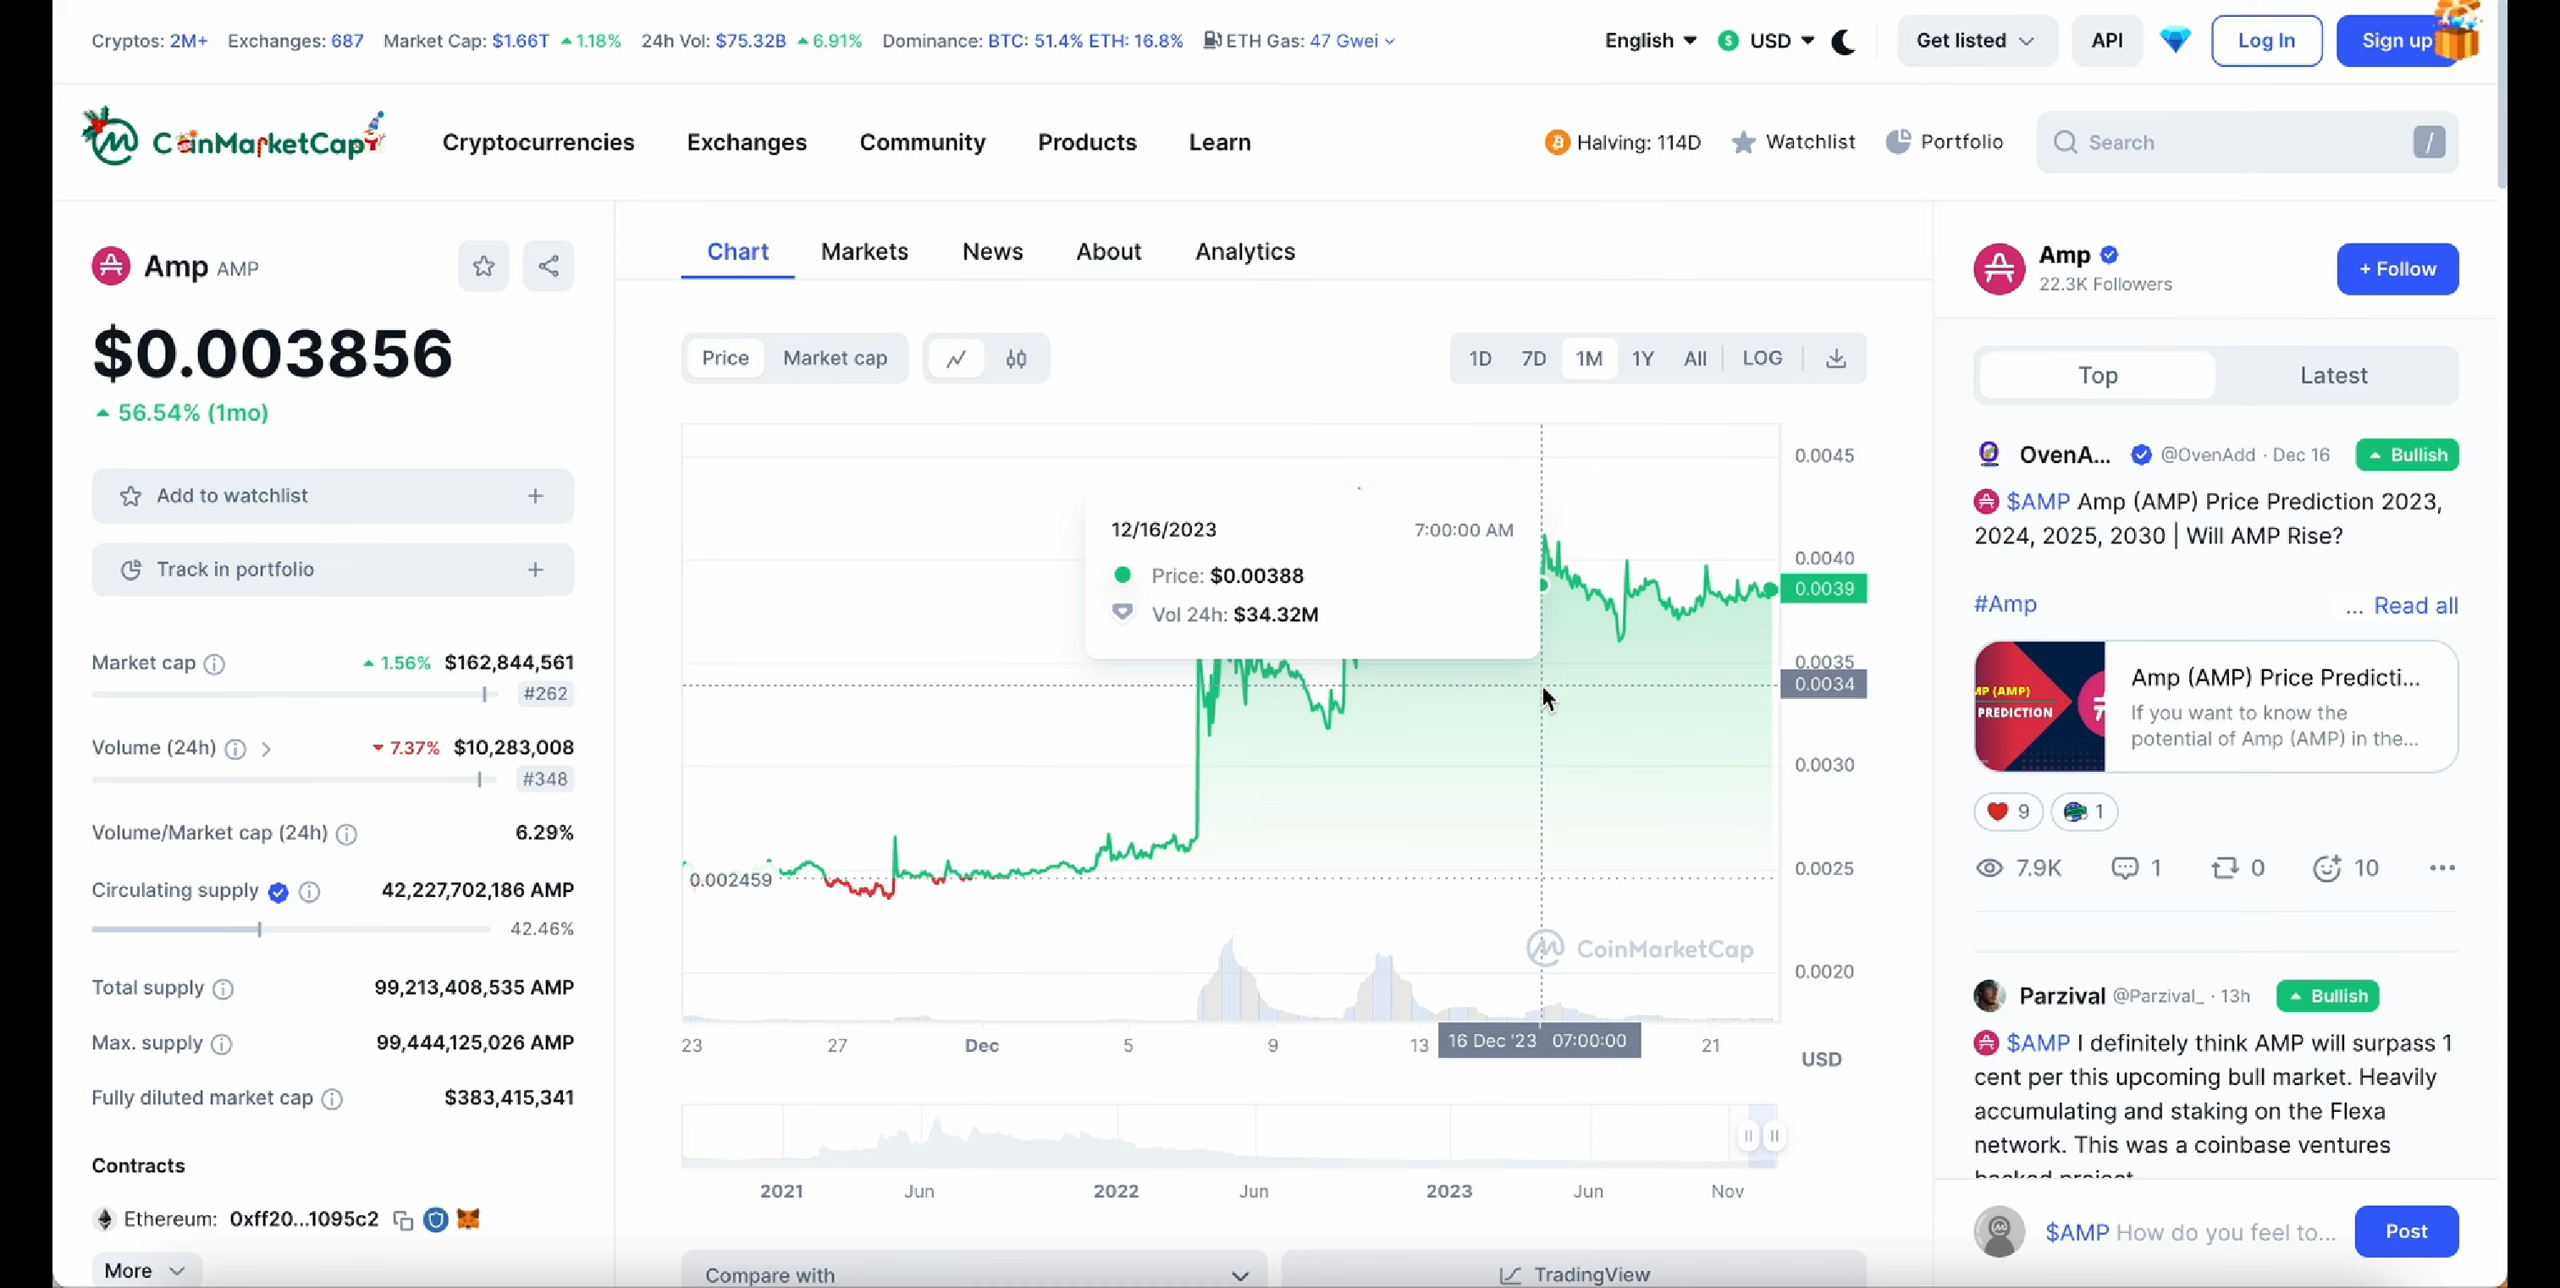 Cryptos: 2M+ Exchanges: 687 Market Cap: $1.66T 1.18% 24h Vol: $75.32B 6.91% Dominance: BTC: 51.4% ETH: 16.8% ETH Gas: 47 Gwei
English USD Get listed API Log In Sign up
CoinMarketCap Cryptocurrencies Exchanges Community Products Learn Halving: 114D Watchlist Portfolio Search /
Amp AMP
$0.003856
56.54% (1mo)
Add to watchlist +
Track in portfolio +
Market cap 1.56% $162,844,561
#262
Volume (24h) 7.37% $10,283,008
#348
Volume/Market cap (24h) 6.29%
Circulating supply 42,227,702,186 AMP
42.46%
Total supply 99,213,408,535 AMP
Max. supply 99,444,125,026 AMP
Fully diluted market cap $383,415,341
Contracts
Ethereum: 0xff20...1095c2
More
Chart Markets News About Analytics
Price Market cap
1D 7D 1M 1Y All LOG
12/16/2023 7:00:00 AM
Price: $0.00388
Vol 24h: $34.32M
0.0045
0.0040
0.0039
0.0035
0.0034
0.0030
0.0025
0.0020
0.002459
CoinMarketCap
23 27 Dec 5 9 13 16 Dec '23 07:00:00 21
USD
2021 Jun 2022 Jun 2023 Jun Nov
Compare with
TradingView
Amp
22.3K Followers
+ Follow
Top Latest
OvenA... @OvenAdd · Dec 16 Bullish
$AMP Amp (AMP) Price Prediction 2023,
2024, 2025, 2030 | Will AMP Rise?
#Amp ... Read all
MP (AMP)
PREDICTION
Amp (AMP) Price Predicti...
If you want to know the
potential of Amp (AMP) in the...
9 1
7.9K 1 0 10
Parzival @Parzival_ · 13h Bullish
$AMP I definitely think AMP will surpass 1
cent per this upcoming bull market. Heavily
accumulating and staking on the Flexa
network. This was a coinbase ventures
backed project
$AMP How do you feel to...
Post